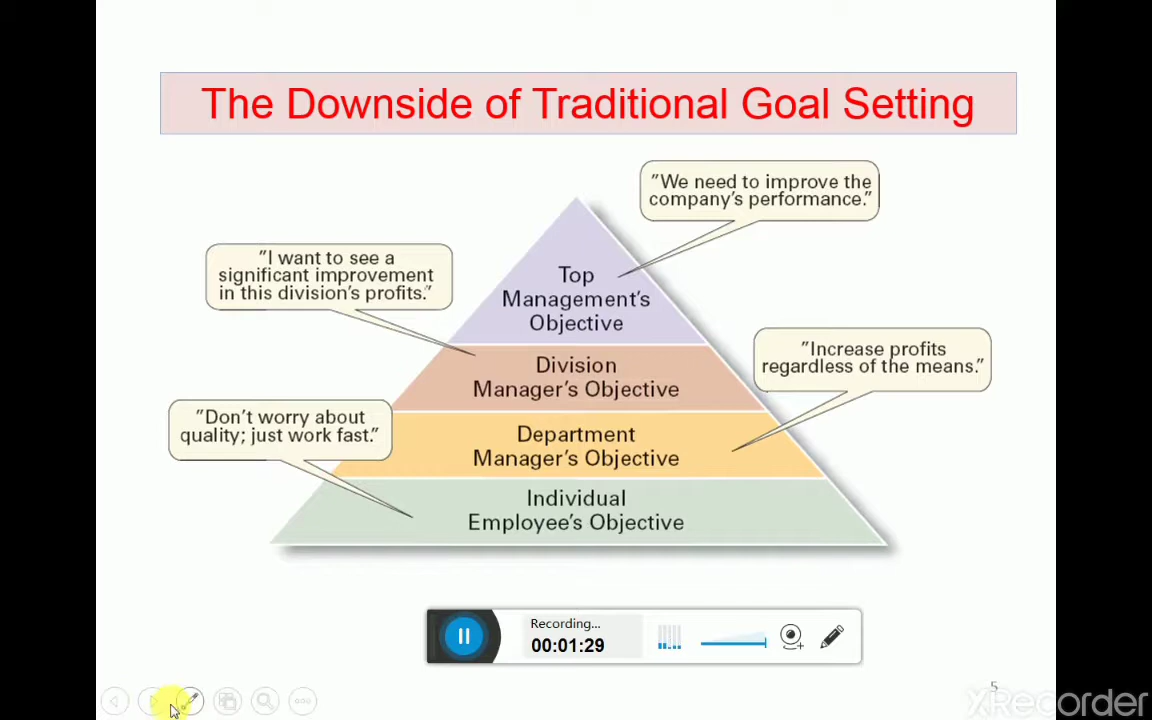 The Downside of Traditional Goal Setting
"We need to improve the
company's performance."
"I want to see a
significant improvement
in this division's profits."
Top
Management's
Objective
"Increase profits
regardless of the means."
Division
Manager's Objective
"Don't worry about
quality; just work fast."
Department
Manager's Objective
Individual
Employee's Objective
Recording...
00:01:29
5
XRecorder